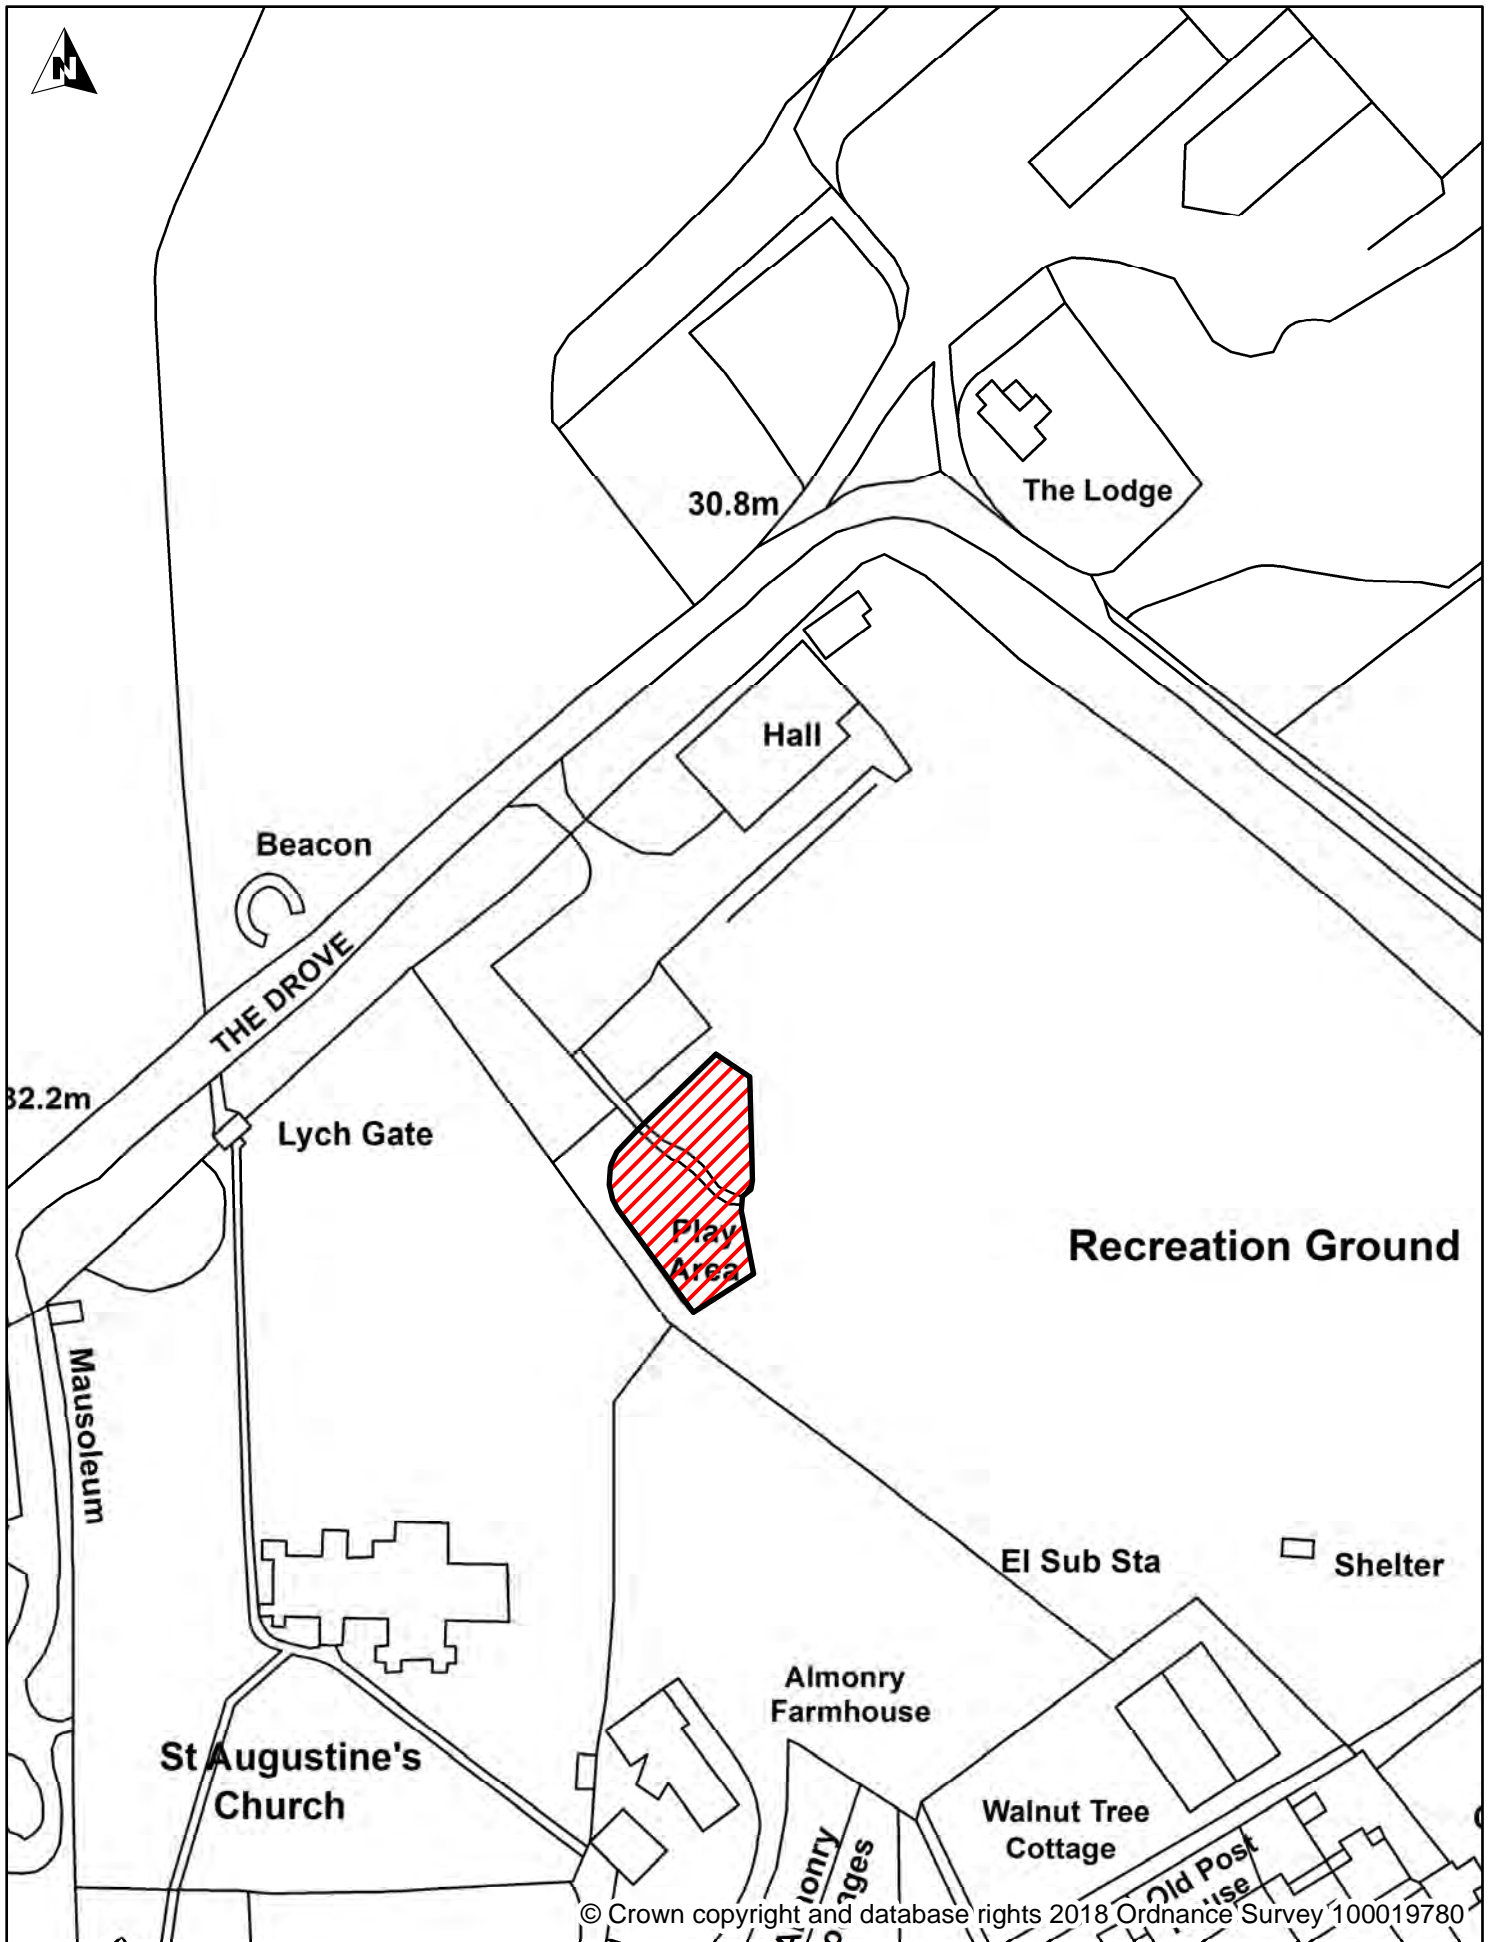 N
The Lodge
30.8m
Hall
Beacon
THE DROVE
32.2m
Lych Gate
Play
Area
Recreation Ground
Mausoleum
El Sub Sta
Shelter
Almonry
Farmhouse
St Augustine's
Church
Walnut Tree
Cottage
Old Post
© Crown copyright and database rights 2018 Ordnance Survey 100019780